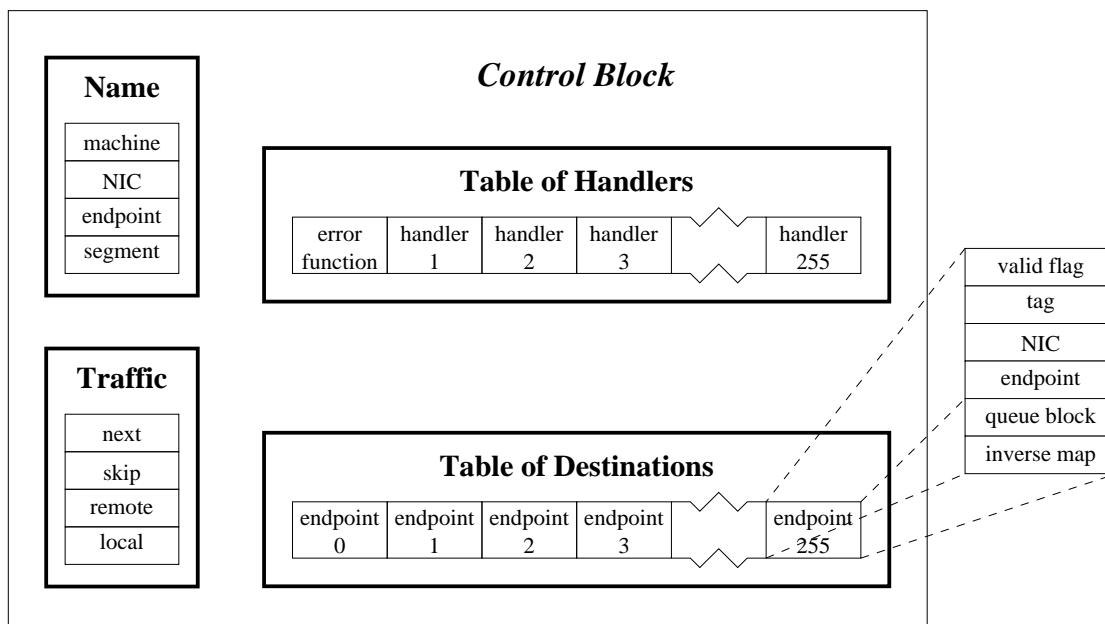 Control Block
Name
machine
NIC
endpoint
segment
Table of Handlers
error
function
handler
1
handler
2
handler
3
handler
255
Traffic
next
skip
remote
local
Table of Destinations
endpoint
0
endpoint
1
endpoint
2
endpoint
3
endpoint
255
valid flag
tag
NIC
endpoint
queue block
inverse map